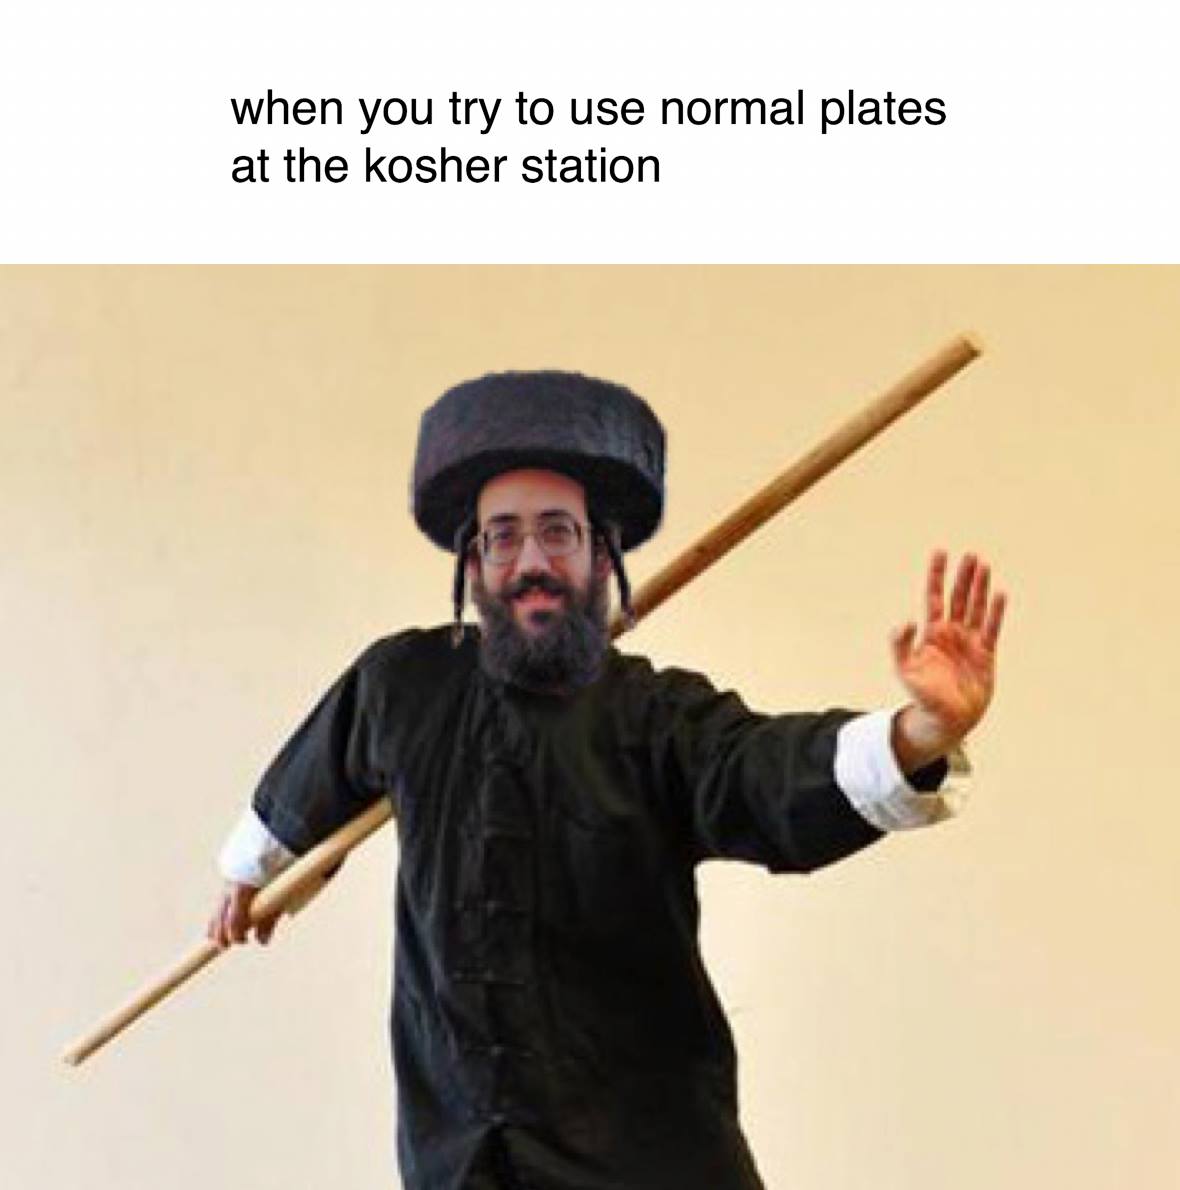 when you try to use normal plates
at the kosher station